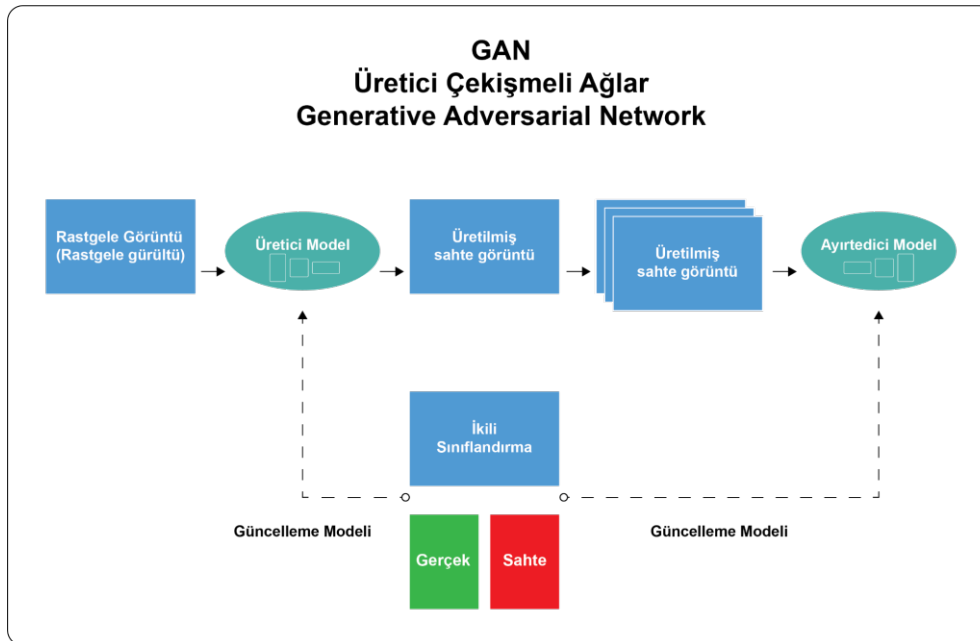 GAN
Üretici Çekişmeli Ağlar
Generative Adversarial Network
Rastgele Görüntü
(Rastgele gürültü)
Üretici Model
Üretilmiş
sahte görüntü
Üretilmiş
sahte görüntü
Ayırtedici Model
İkili
Sınıflandırma
Güncelleme Modeli
Güncelleme Modeli
Gerçek
Sahte